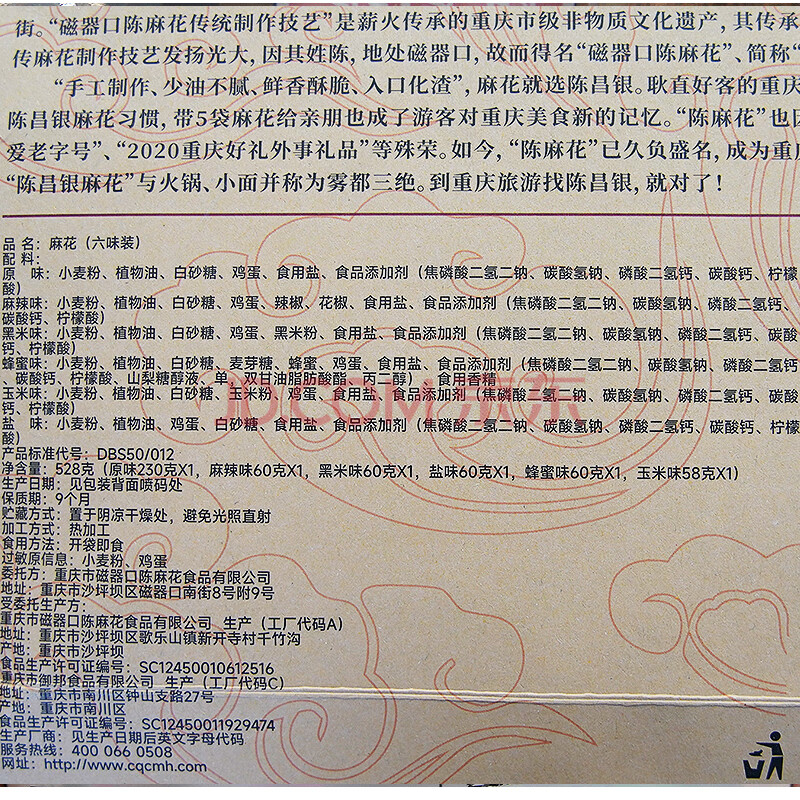 街。“磁器口陈麻花传统制作技艺”是薪火传承的重庆市级非物质文化遗产,其传承
传麻花制作技艺发扬光大,因其姓陈,地处磁器口,故而得名“磁器口陈麻花”、简称“
“手工制作、少油不腻、鲜香酥脆、入口化渣”,麻花就选陈昌银。耿直好客的重庆
陈昌银麻花习惯,带5袋麻花给亲朋也成了游客对重庆美食新的记忆。“陈麻花”也因
爱老字号”、“2020重庆好礼外事礼品”等殊荣。如今,“陈麻花”已久负盛名,成为重庆
“陈昌银麻花”与火锅、小面并称为雾都三绝。到重庆旅游找陈昌银,就对了!
品 名:麻花(六味装)
配 料:
原 味:小麦粉、植物油、白砂糖、鸡蛋、食用盐、食品添加剂(焦磷酸二氢二钠、碳酸氢钠、磷酸二氢钙、碳酸钙、柠檬
酸)
麻辣味:小麦粉、植物油、白砂糖、鸡蛋、辣椒、花椒、食用盐、食品添加剂(焦磷酸二氢二钠、碳酸氢钠、磷酸二氢钙、
碳酸钙、柠檬酸)
黑米味:小麦粉、植物油、白砂糖、鸡蛋、黑米粉、食用盐、食品添加剂(焦磷酸二氢二钠、碳酸氢钠、磷酸二氢钙、碳酸
钙、柠檬酸)
蜂蜜味:小麦粉、植物油、白砂糖、麦芽糖、蜂蜜、鸡蛋、食用盐、食品添加剂(焦磷酸二氢二钠、碳酸氢钠、磷酸二氢钙
、碳酸钙、柠檬酸、山梨糖醇液、单,双甘油脂肪酸酯、丙二醇)、食用香精
玉米味:小麦粉、植物油、白砂糖、玉米粉、鸡蛋、食用盐、食品添加剂(焦磷酸二氢二钠、碳酸氢钠、磷酸二氢钙、碳酸
钙、柠檬酸)
盐 味:小麦粉、植物油、鸡蛋、白砂糖、食用盐、食品添加剂(焦磷酸二氢二钠、碳酸氢钠、磷酸二氢钙、碳酸钙、柠檬
酸)
JD.COM 京东
产品标准代号:DBS50/012
净含量:528克(原味230克X1,麻辣味60克X1,黑米味60克X1,盐味60克X1,蜂蜜味60克X1,玉米味58克X1)
生产日期:见包装背面喷码处
保质期:9个月
贮藏方式:置于阴凉干燥处,避免光照直射
加工方式:热加工
食用方法:开袋即食
过敏原信息:小麦粉、鸡蛋
委托方:重庆市磁器口陈麻花食品有限公司
地址:重庆市沙坪坝区磁器口南街8号附9号
受委托生产方:
重庆市磁器口陈麻花食品有限公司 生产(工厂代码A)
地址:重庆市沙坪坝区歌乐山镇新开寺村千竹沟
产地:重庆市沙坪坝
食品生产许可证编号:SC12450010612516
重庆市御邦食品有限公司 生产(工厂代码C)
地址:重庆市南川区钟山支路27号
产地:重庆市南川区
食品生产许可证编号:SC12450011929474
生产厂商:见生产日期后英文字母代码
服务热线:400 066 0508
网址:http://www.cqcmh.com